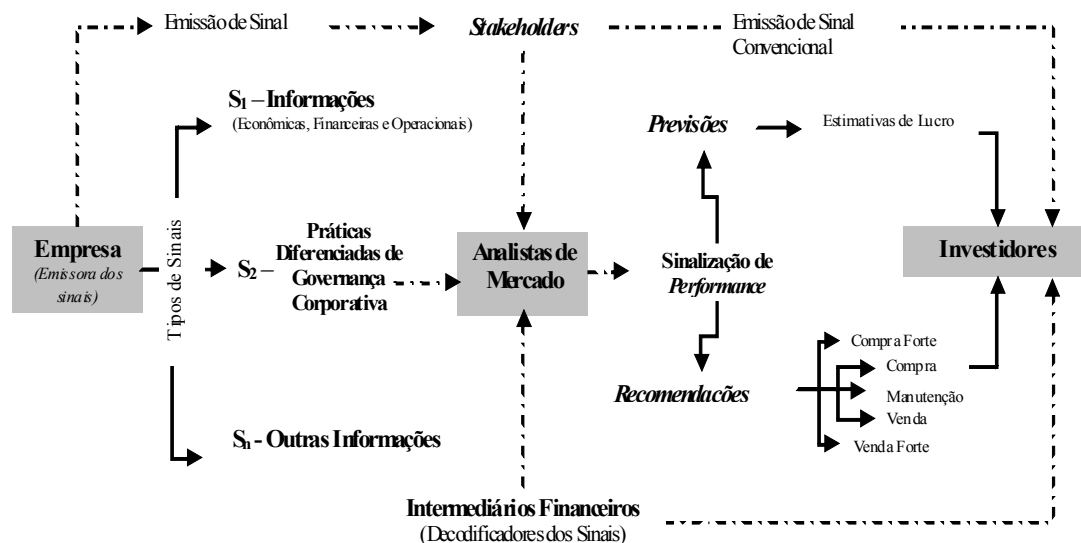 Emissão de Sinal
Stakeholders
Emissão de Sinal
Convencional
S1 – Informações
(Econômicas, Financeiras e Operacionais)
Previsões
Estimativas de Lucro
Tipos de Sinais
Empresa
(Emissora dos
sinais)
S2 –
Práticas
Diferenciadas de
Governança
Corporativa
Analistas de
Mercado
Sinalização de
Performance
Investidores
Recomendacões
Compra Forte
Compra
Manutenção
Venda
Venda Forte
Sn - Outras Informações
Intermediários Financeiros
(Decodificadores dos Sinais)